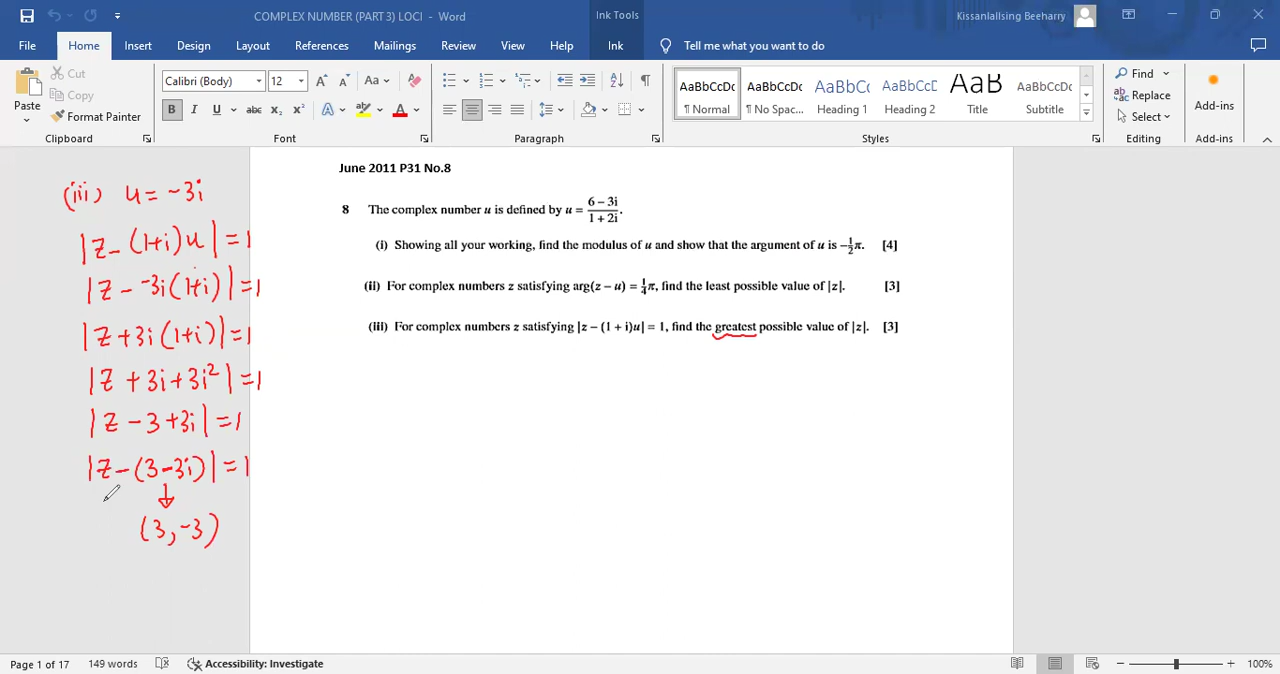 COMPLEX NUMBER (PART 3) LOCI - Word
Ink Tools
Kissanlallsing Beeharry
File Home Insert Design Layout References Mailings Review View Help Ink Tell me what you want to do
Paste
Cut
Copy
Format Painter
Clipboard
Calibri (Body) 12
Font
Paragraph
AaBbCcDc ¶ Normal
AaBbCcDc ¶ No Spac...
AaBbCc Heading 1
AaBbCcC Heading 2
AaB Title
AaBbCcDc Subtitle
Styles
Find
Replace
Select
Editing
Add-ins
Add-ins
June 2011 P31 No.8
8 The complex number u is defined by u = (6 − 3i)/(1 + 2i).
(i) Showing all your working, find the modulus of u and show that the argument of u is −½π. [4]
(ii) For complex numbers z satisfying arg(z − u) = ¼π, find the least possible value of |z|. [3]
(iii) For complex numbers z satisfying |z − (1 + i)u| = 1, find the greatest possible value of |z|. [3]
(iii) u = -3i
|z - (1+i)u| = 1
|z - -3i(1+i)| = 1
|z + 3i(1+i)| = 1
|z + 3i + 3i²| = 1
|z - 3 + 3i| = 1
|z - (3 - 3i)| = 1
↓
(3, -3)
Page 1 of 17 149 words Accessibility: Investigate 100%